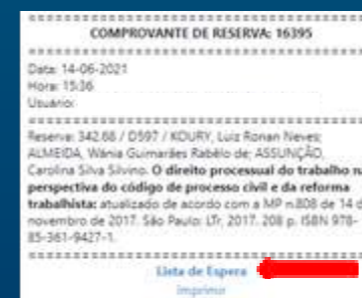 COMPROVANTE DE RESERVA: 16395
Data: 14-06-2021
Hora: 15:36
Usuário:
Reserva: 342.68 / D597 / KOURY, Luiz Ronan Neves;
ALMEIDA, Wânia Guimarães Rabêllo de; ASSUNÇÃO,
Carolina Silva Silvino. O direito processual do trabalho na
perspectiva do código de processo civil e da reforma
trabalhista: atualizado de acordo com a MP n.808 de 14 d
novembro de 2017. São Paulo: LTr, 2017. 208 p. ISBN 978-
85-361-9427-1.
Lista de Espera
Imprimir